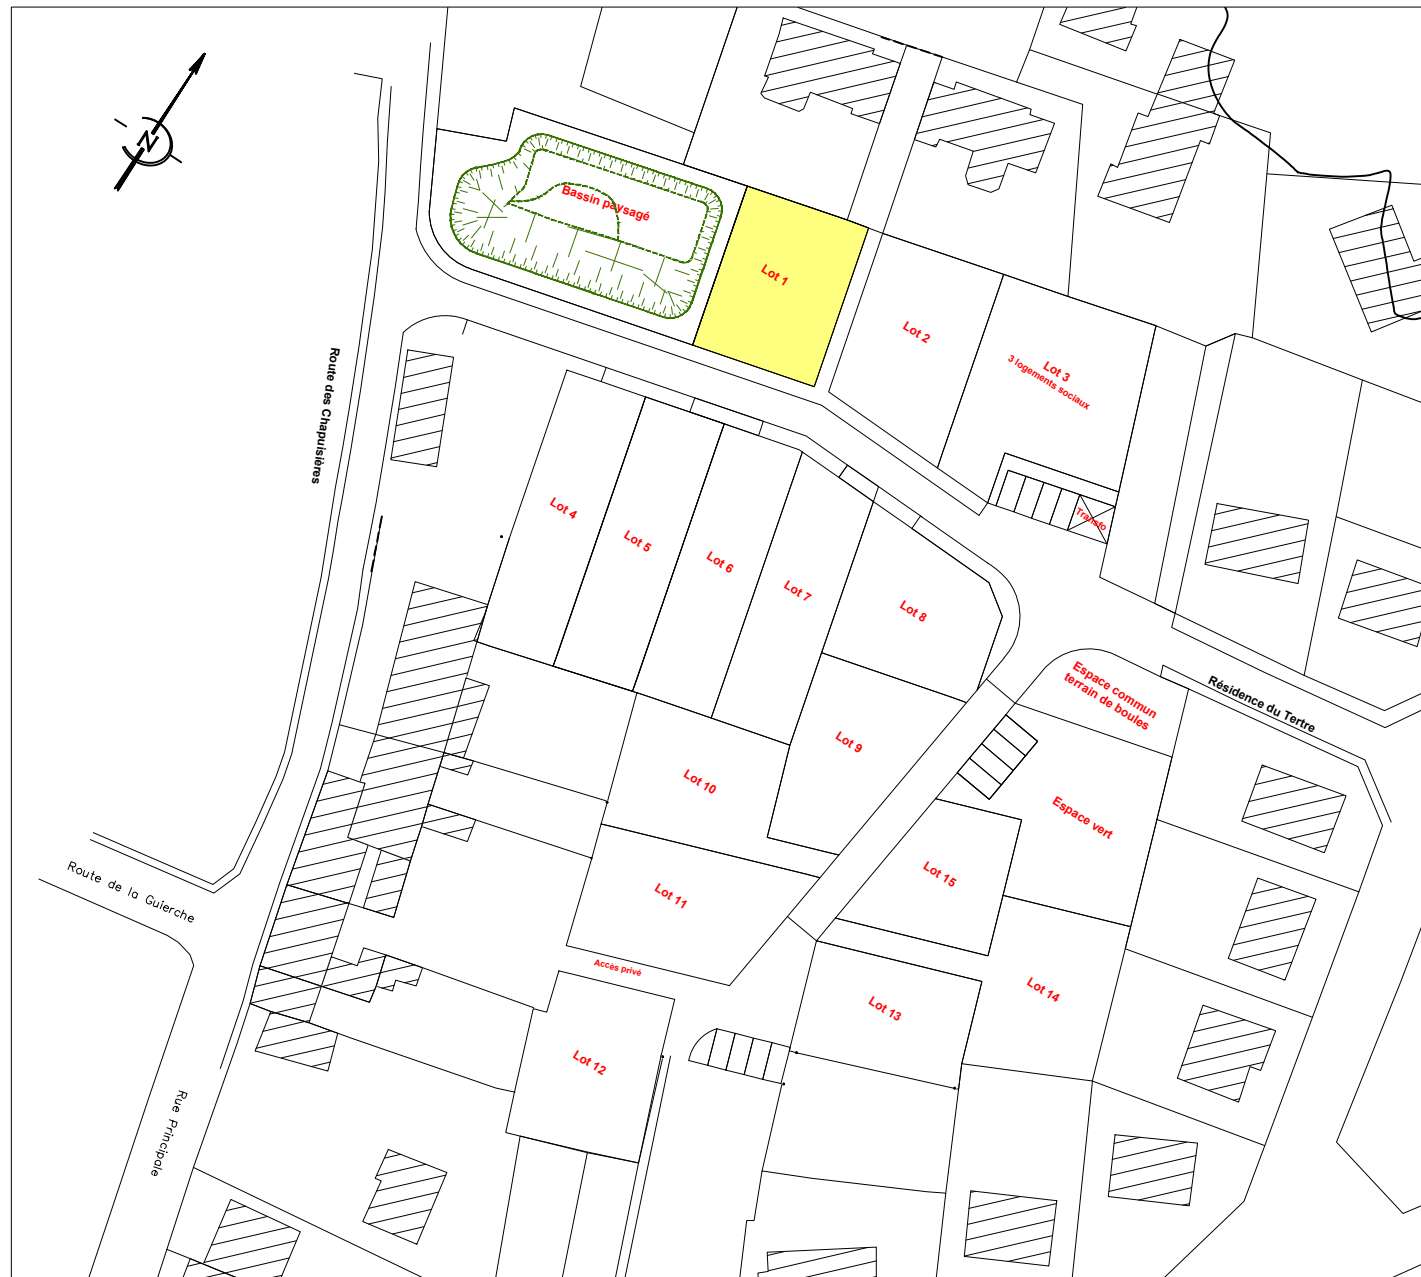 N
Bassin paysagé
Lot 1
Lot 2
Lot 3
3 logements sociaux
Route des Chapuisières
Lot 4
Lot 5
Lot 6
Lot 7
Lot 8
Transfo
Espace commun
terrain de boules
Résidence du Tertre
Lot 9
Lot 10
Espace vert
Lot 11
Lot 15
Route de la Guierche
Accès privé
Lot 12
Lot 13
Lot 14
Rue Principale